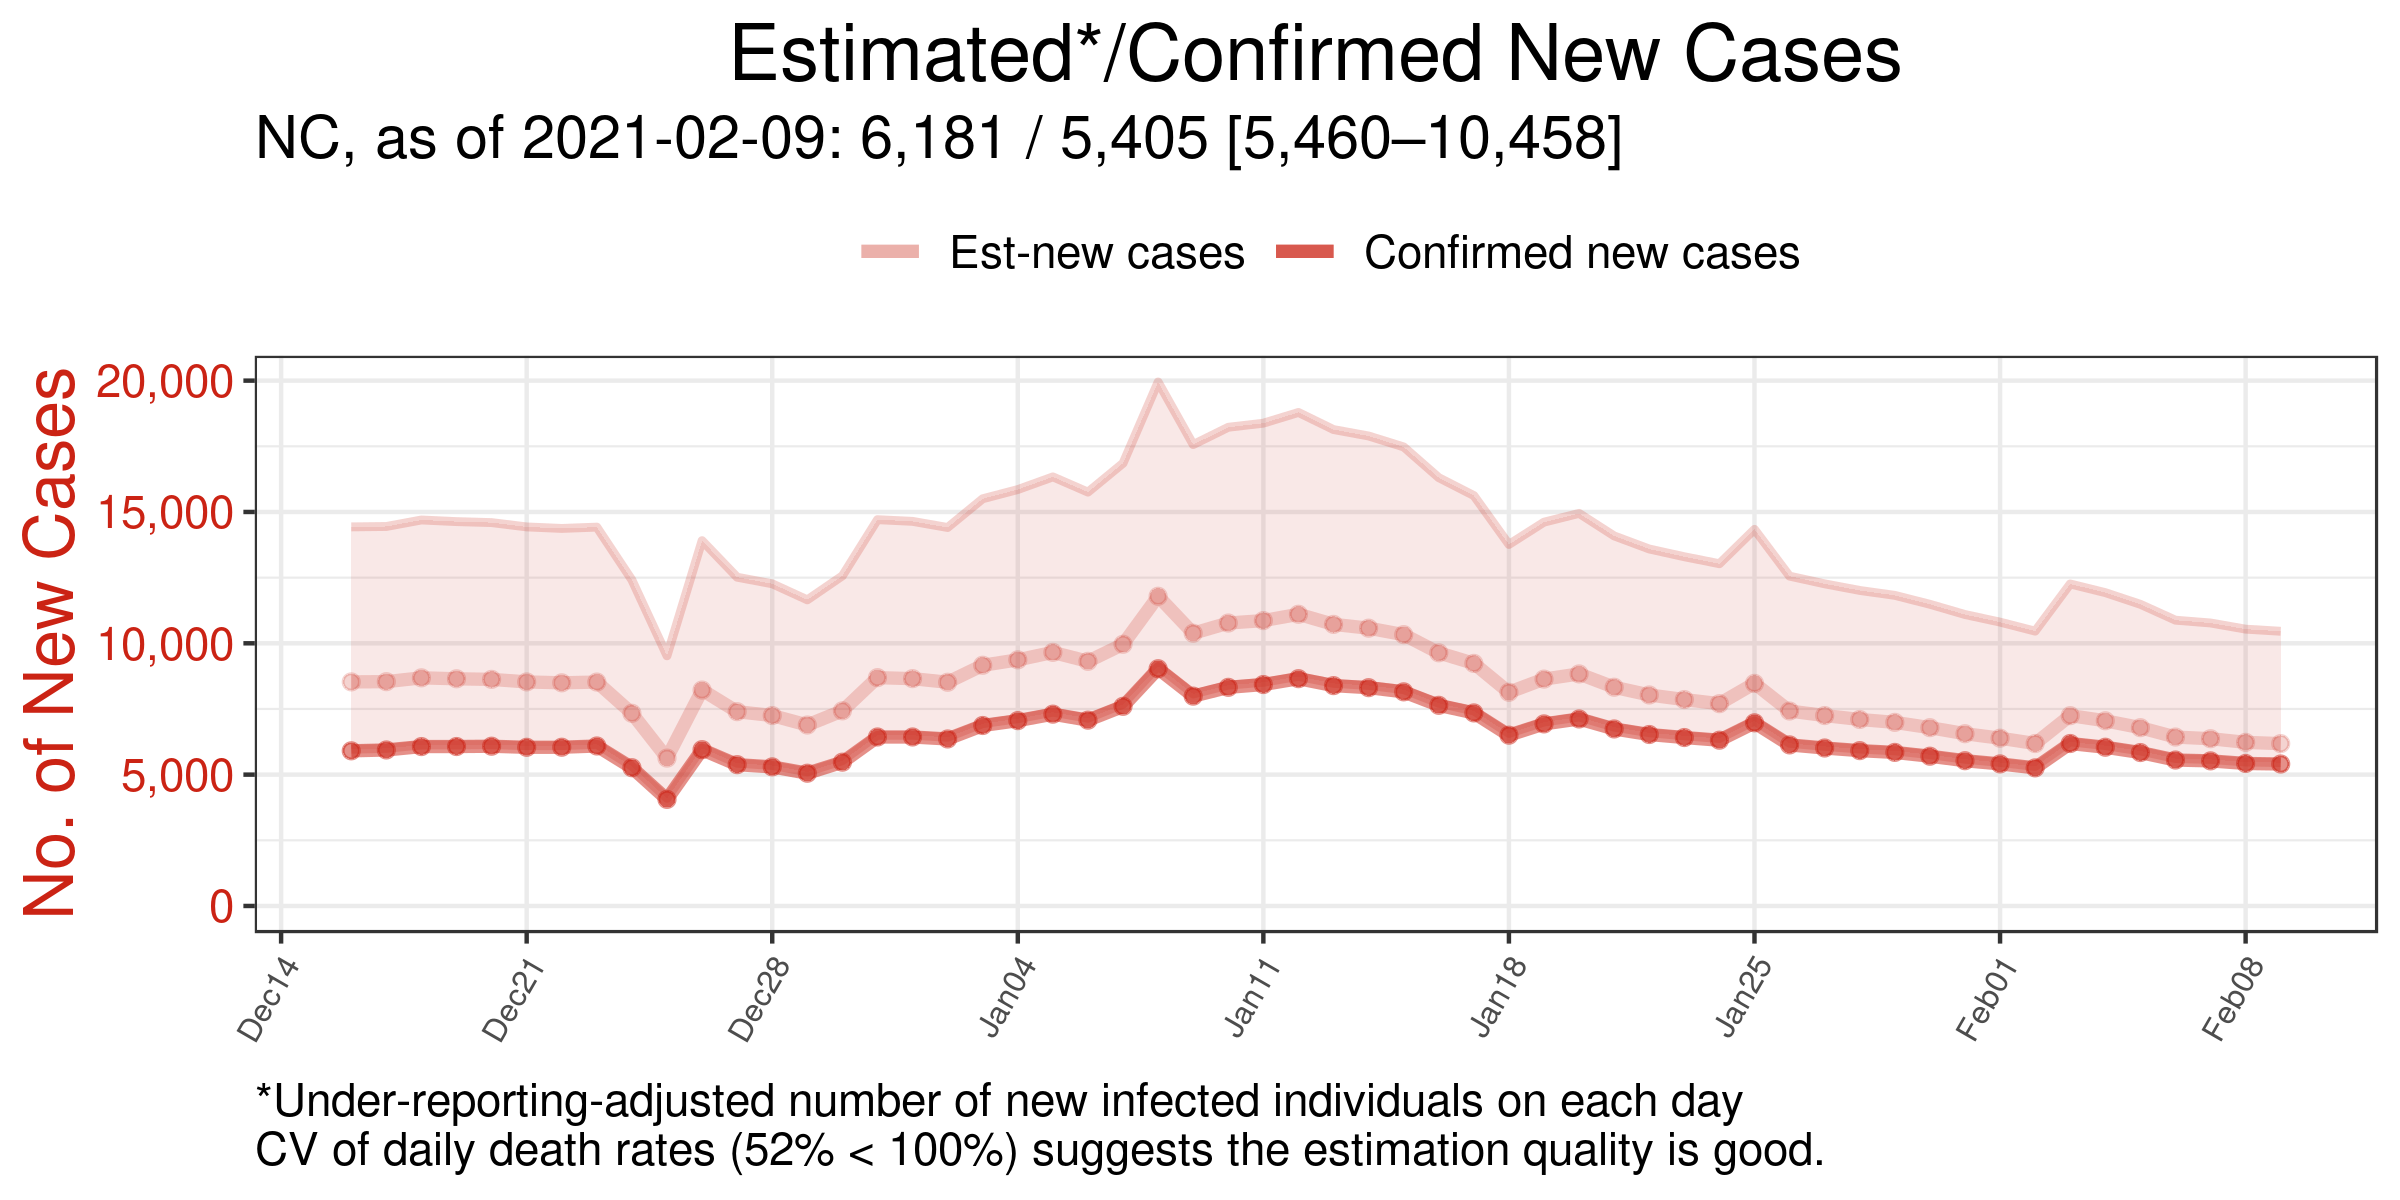 Estimated*/Confirmed New Cases
NC, as of 2021-02-09: 6,181 / 5,405 [5,460–10,458]
Est-new cases
Confirmed new cases
No. of New Cases
20,000
15,000
10,000
5,000
0
Dec14
Dec21
Dec28
Jan04
Jan11
Jan18
Jan25
Feb01
Feb08
*Under-reporting-adjusted number of new infected individuals on each day
CV of daily death rates (52% < 100%) suggests the estimation quality is good.